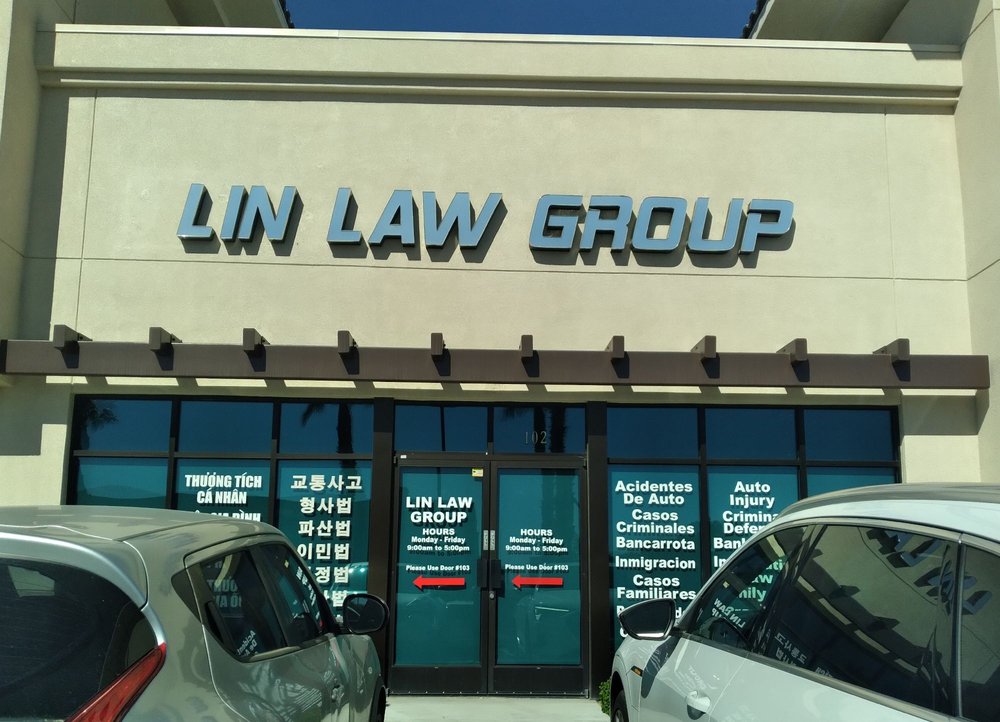 LIN LAW GROUP
102
THƯƠNG TÍCH
CÁ NHÂN
교통사고
형사법
파산법
이민법
LIN LAW
GROUP
HOURS
Monday - Friday
9:00am to 5:00pm
Please Use Door #103
HOURS
Monday - Friday
9:00am to 5:00pm
Please Use Door #103
Acidentes
De Auto
Casos
Criminales
Bancarrota
Inmigracion
Casos
Familiares
Auto
Injury